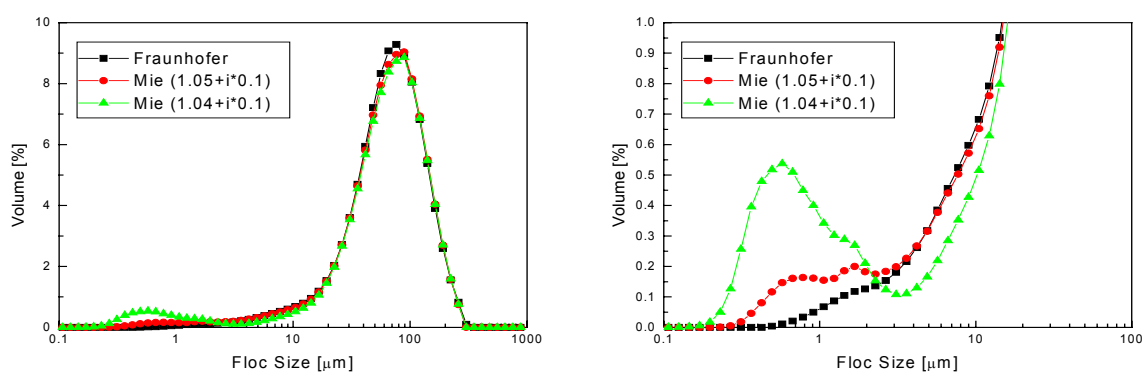 10
8
6
4
2
0
Volume [%]
Fraunhofer
Mie (1.05+i*0.1)
Mie (1.04+i*0.1)
0.1
1
10
100
1000
Floc Size [μm]
1.0
0.9
0.8
0.7
0.6
0.5
0.4
0.3
0.2
0.1
0.0
Volume [%]
Fraunhofer
Mie (1.05+i*0.1)
Mie (1.04+i*0.1)
0.1
1
10
100
Floc Size [μm]